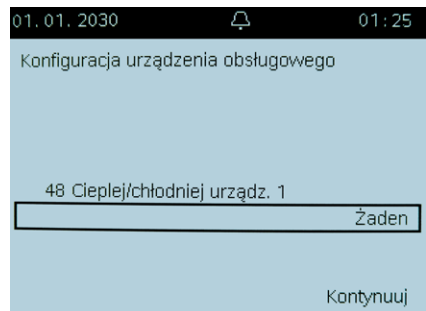 01.01.2030 01:25
Konfiguracja urządzenia obsługowego
48 Cieplej/chłodniej urządz. 1
Żaden
Kontynuuj